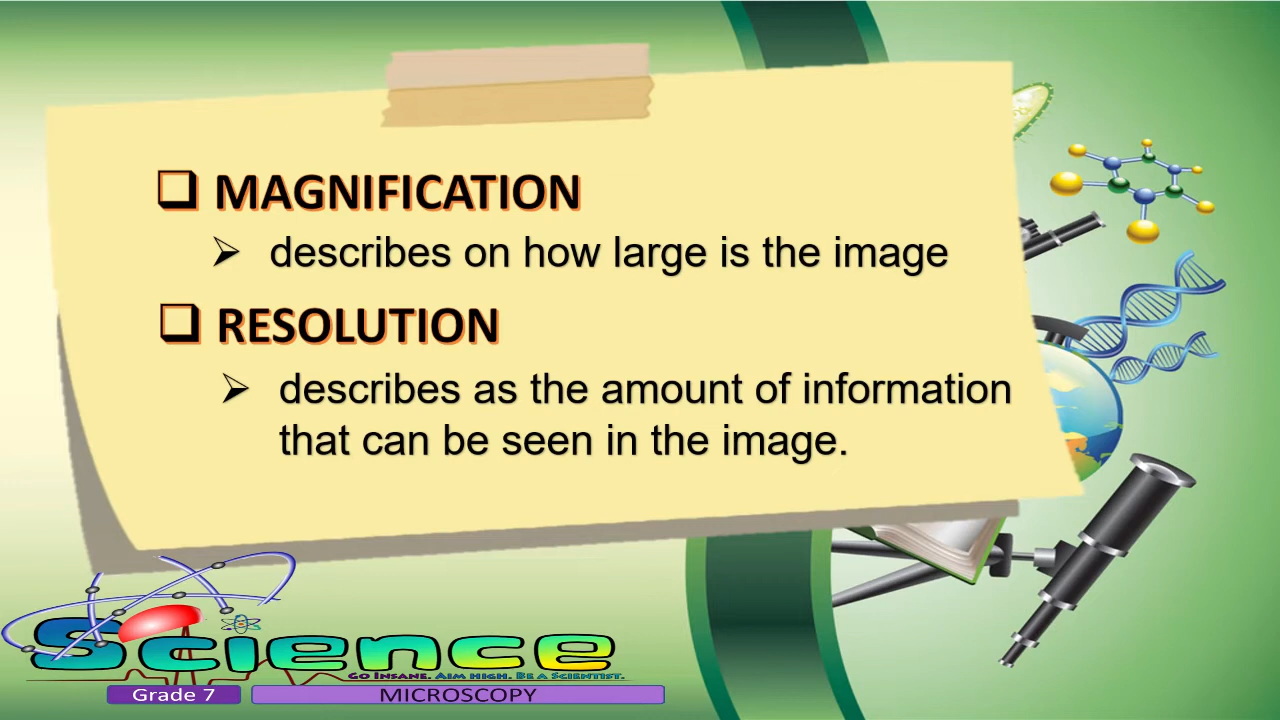 MAGNIFICATION
describes on how large is the image
RESOLUTION
describes as the amount of information
that can be seen in the image.
Science
GO INSANE. AIM HIGH. BE A SCIENTIST.
Grade 7 MICROSCOPY